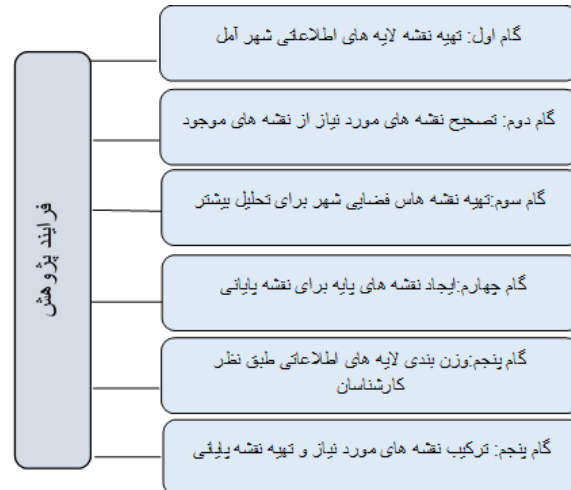 گام اول: تهیه نقشه لایه های اطلاعاتی شهر آمل
گام دوم: تصحیح نقشه های مورد نیاز از نقشه های موجود
گام سوم:تهیه نقشه هاس فضایی شهر برای تحلیل بیشتر
گام چهارم:ایجاد نقشه های پایه برای نقشه پایانی
گام پنجم:وزن بندی لایه های اطلاعاتی طبق نظر
کارشناسان
گام پنجم: ترکیب نقشه های مورد نیاز و تهیه نقشه پایانی
فرایند پژوهش